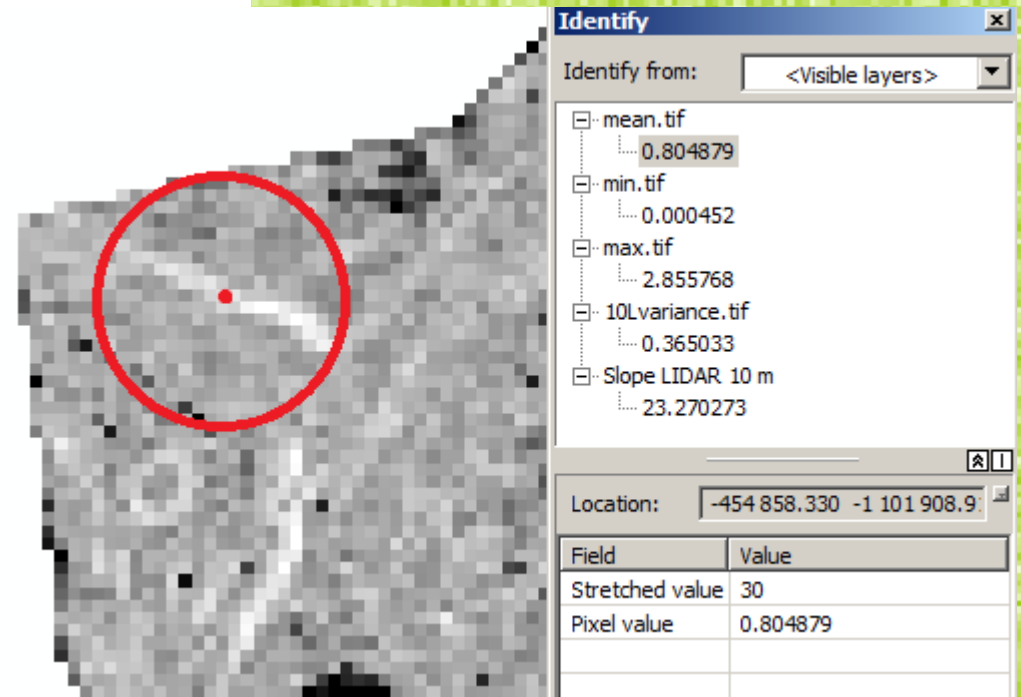 Identify
Identify from: <Visible layers>
mean.tif
0.804879
min.tif
0.000452
max.tif
2.855768
10Lvariance.tif
0.365033
Slope LIDAR 10 m
23.270273
Location: -454 858.330 -1 101 908.9
Field Value
Stretched value 30
Pixel value 0.804879